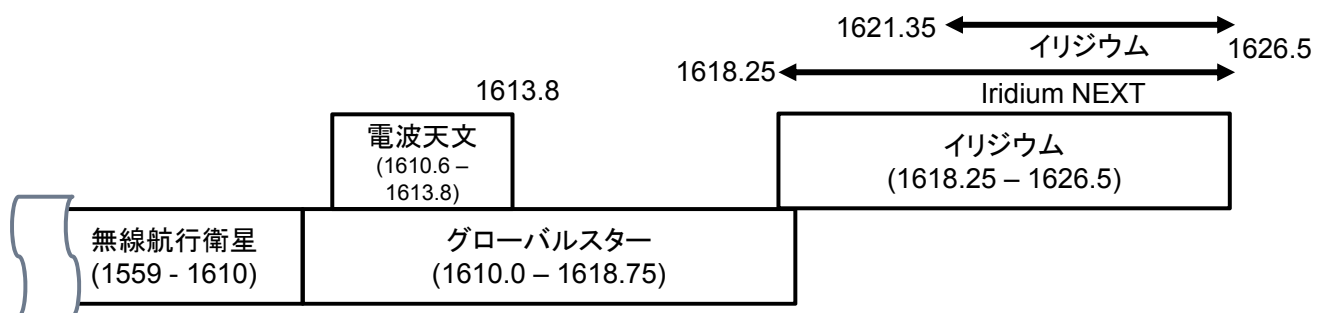 1621.35
イリジウム
1626.5
1618.25
Iridium NEXT
1613.8
電波天文
(1610.6 –
1613.8)
イリジウム
(1618.25 – 1626.5)
無線航行衛星
(1559 - 1610)
グローバルスター
(1610.0 – 1618.75)